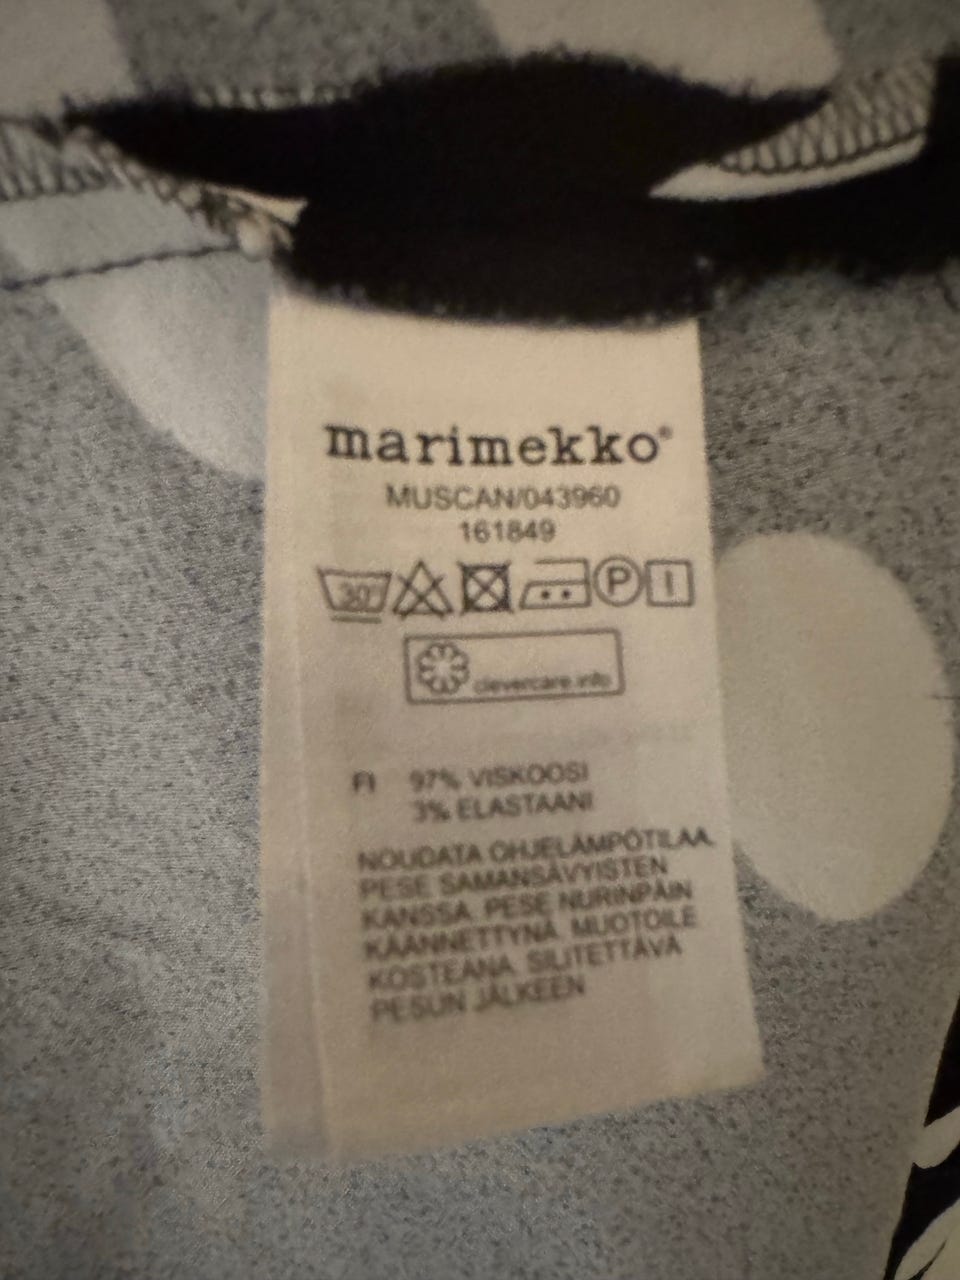 marimekko®
MUSCAN/043960
161849
30° P I
clevercare.info
FI 97% VISKOOSI
3% ELASTAANI
NOUDATA OHJELÄMPÖTILAA.
PESE SAMANSÄVYISTEN
KANSSA. PESE NURINPÄIN
KÄÄNNETTYNÄ. MUOTOILE
KOSTEANA. SILITETTÄVÄ
PESUN JÄLKEEN